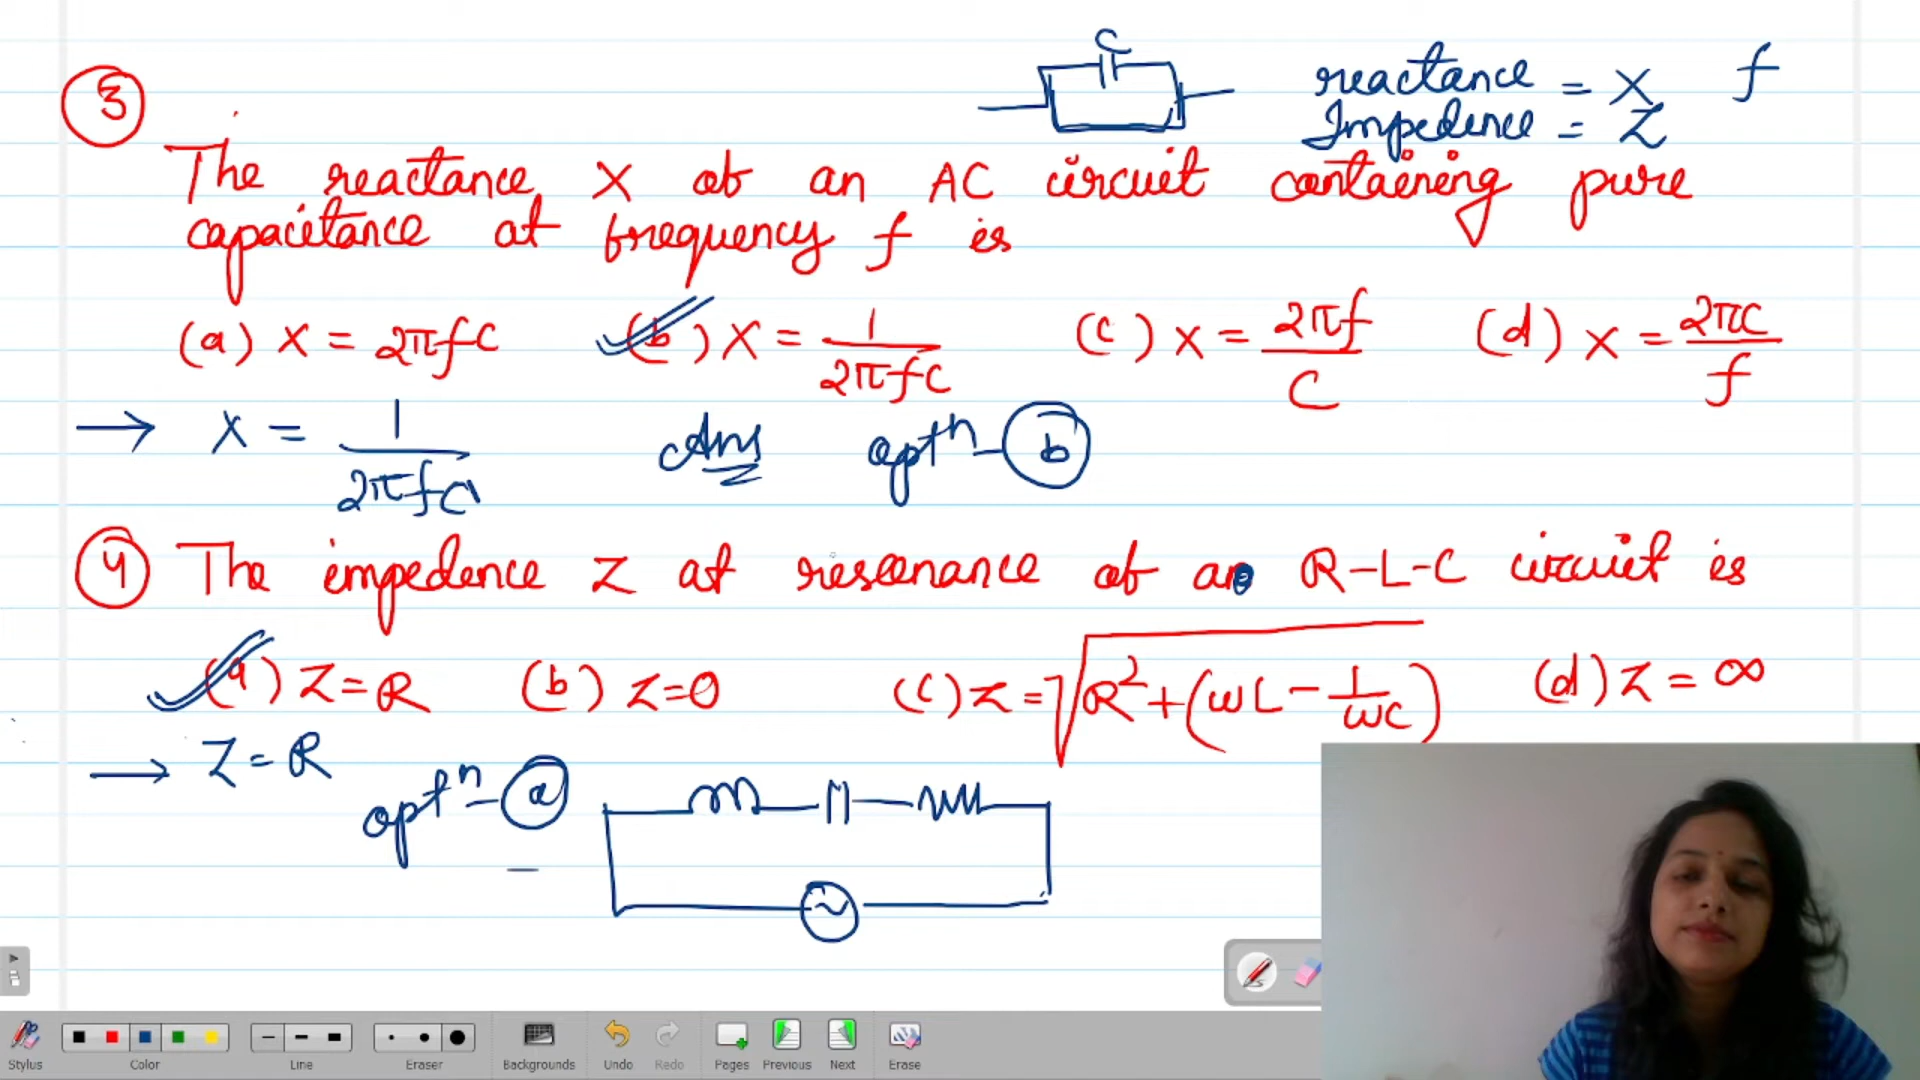 C
reactance = X f
Impedence = Z
3
The reactance X of an AC circuit containing pure
capacitance at frequency f is
(a) X = 2πfC (b) X = 1/2πfC (c) X = 2πf/C (d) X = 2πC/f
→ X = 1/2πfC Ans optⁿ - b
4 The impedence Z at resonance of an R-L-C circuit is
(a) Z = R (b) Z=0 (c) Z = √R²+(ωL - 1/ωC) (d) Z = ∞
→ Z = R optⁿ - a
Stylus Color Line Eraser Backgrounds Undo Redo Pages Previous Next Erase